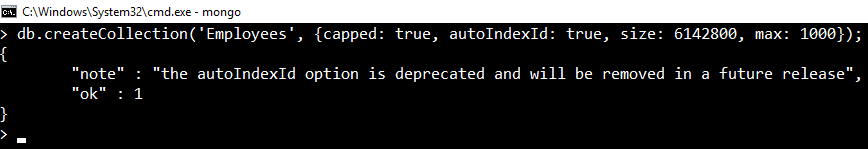 C:\Windows\System32\cmd.exe - mongo
> db.createCollection('Employees', {capped: true, autoIndexId: true, size: 6142800, max: 1000});
{
        "note" : "the autoIndexId option is deprecated and will be removed in a future release",
        "ok" : 1
}
>